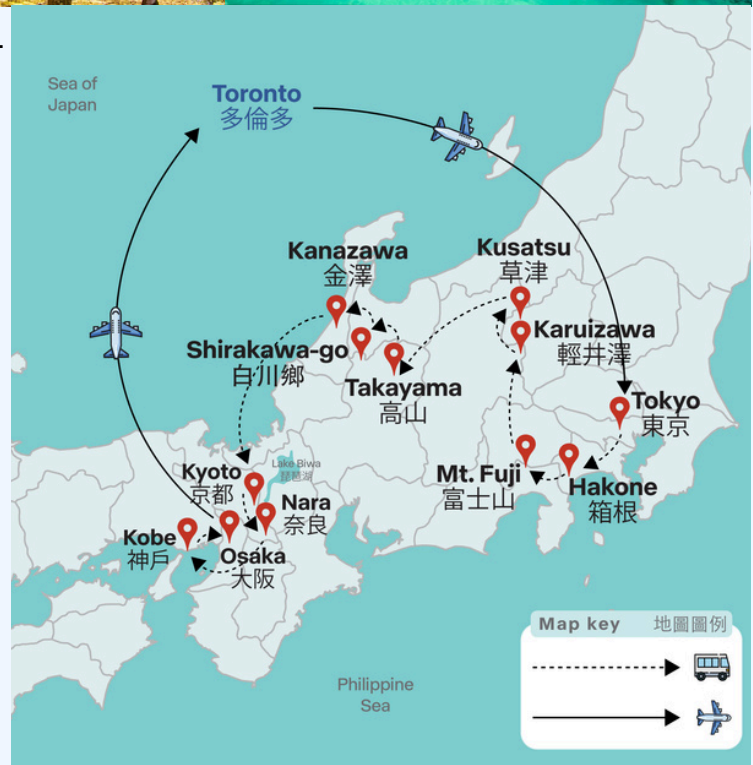 Sea of
Japan
Toronto
多倫多
Kanazawa
金澤
Kusatsu
草津
Karuizawa
輕井澤
Shirakawa-go
白川鄉
Takayama
高山
Tokyo
東京
Mt. Fuji
富士山
Hakone
箱根
Lake Biwa
琵琶湖
Kyoto
京都
Nara
奈良
Kobe
神戶
Osaka
大阪
Philippine
Sea
Map key 地圖圖例